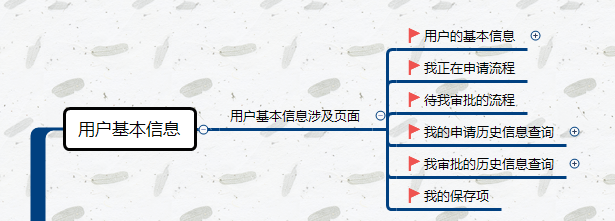 用户的基本信息
我正在申请流程
待我审批的流程
用户基本信息
用户基本信息涉及页面
我的申请历史信息查询
我审批的历史信息查询
我的保存项